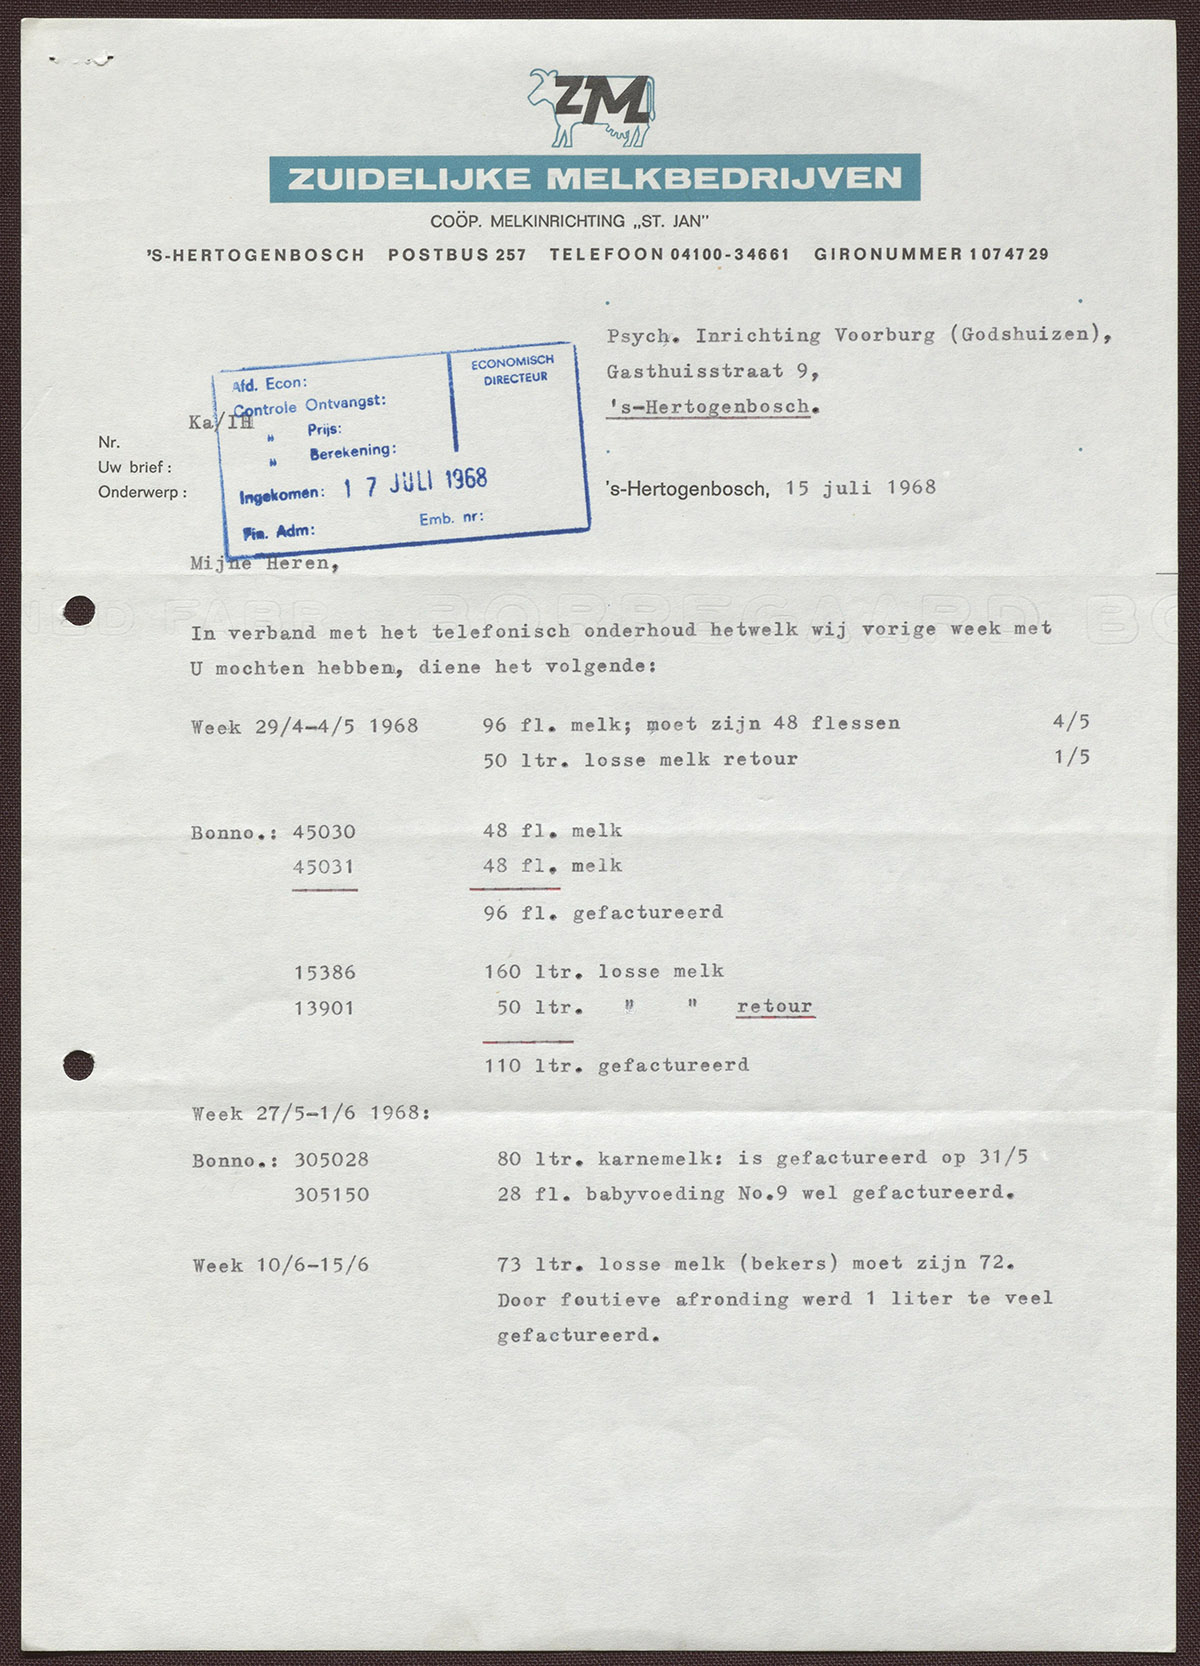 ZM
ZUIDELIJKE MELKBEDRIJVEN
COÖP. MELKINRICHTING „ST. JAN”
'S-HERTOGENBOSCH POSTBUS 257 TELEFOON 04100-34661 GIRONUMMER 1074729
Psych. Inrichting Voorburg (Godshuizen),
Gasthuisstraat 9,
's-Hertogenbosch.
ECONOMISCH
DIRECTEUR
Afd. Econ:
Controle Ontvangst:
Ka/IH
" Prijs:
" Berekening:
Ingekomen: 17 JULI 1968
Fin. Adm: Emb. nr:
Nr.
Uw brief :
Onderwerp :
's-Hertogenbosch, 15 juli 1968
Mijne Heren,
BORREGAARD
In verband met het telefonisch onderhoud hetwelk wij vorige week met
U mochten hebben, diene het volgende:
Week 29/4-4/5 1968 96 fl. melk; moet zijn 48 flessen 4/5
50 ltr. losse melk retour 1/5
Bonno.: 45030 48 fl. melk
45031 48 fl. melk
96 fl. gefactureerd
15386 160 ltr. losse melk
13901 50 ltr. " " retour
110 ltr. gefactureerd
Week 27/5-1/6 1968:
Bonno.: 305028 80 ltr. karnemelk: is gefactureerd op 31/5
305150 28 fl. babyvoeding No.9 wel gefactureerd.
Week 10/6-15/6 73 ltr. losse melk (bekers) moet zijn 72.
Door foutieve afronding werd 1 liter te veel
gefactureerd.